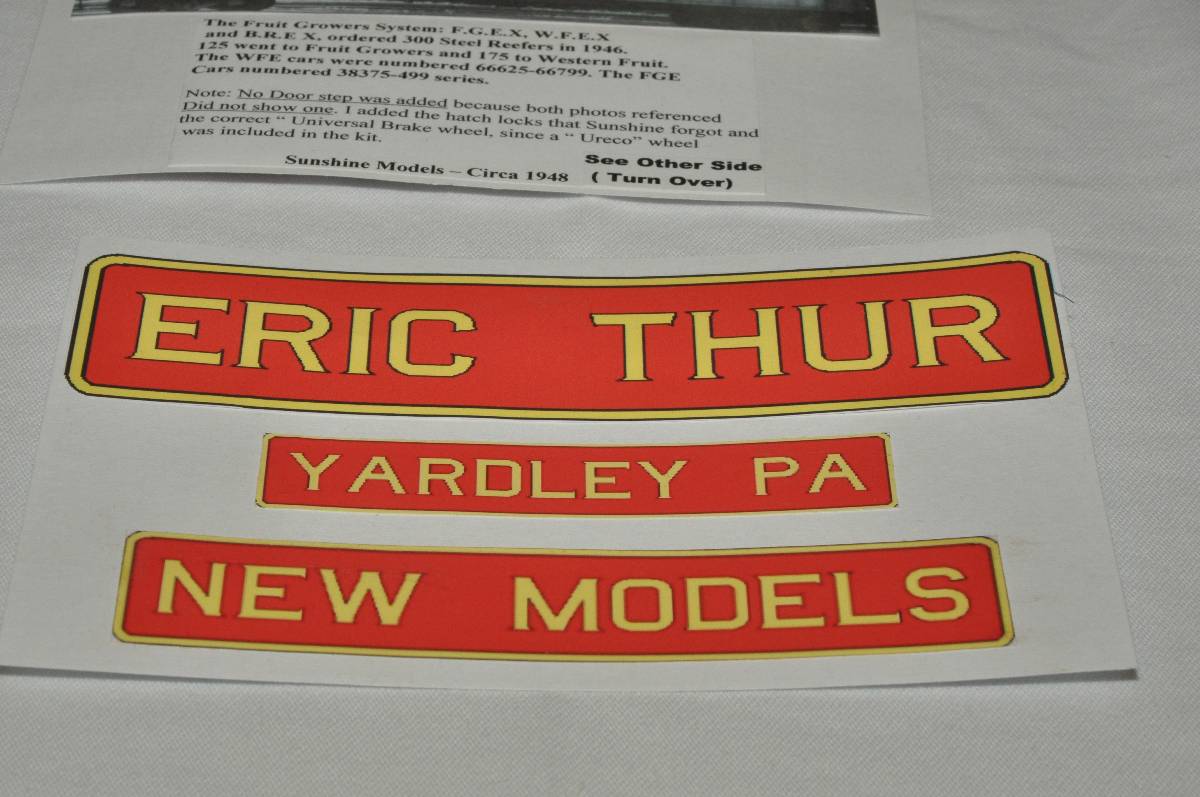 The Fruit Growers System: F.G.E.X, W.F.E.X
and B.R.E X, ordered 300 Steel Reefers in 1946.
125 went to Fruit Growers and 175 to Western Fruit.
The WFE cars were numbered 66625-66799. The FGE
Cars numbered 38375-499 series.
Note: No Door step was added because both photos referenced
Did not show one. I added the hatch locks that Sunshine forgot and
the correct “ Universal Brake wheel, since a “ Ureco” wheel
was included in the kit.
Sunshine Models – Circa 1948
See Other Side
( Turn Over)
ERIC THUR
YARDLEY PA
NEW MODELS